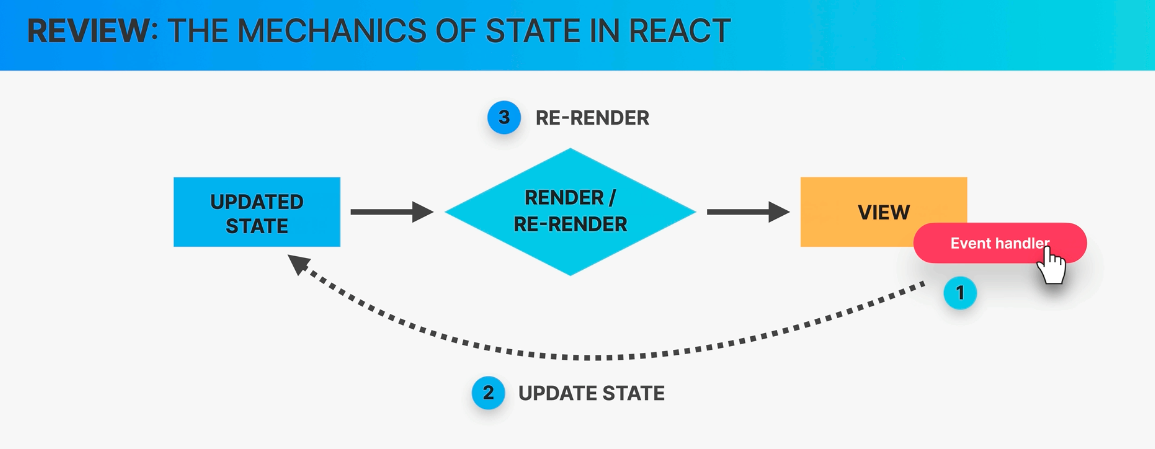 REVIEW: THE MECHANICS OF STATE IN REACT
3 RE-RENDER
UPDATED
STATE
RENDER /
RE-RENDER
VIEW
Event handler
1
2 UPDATE STATE